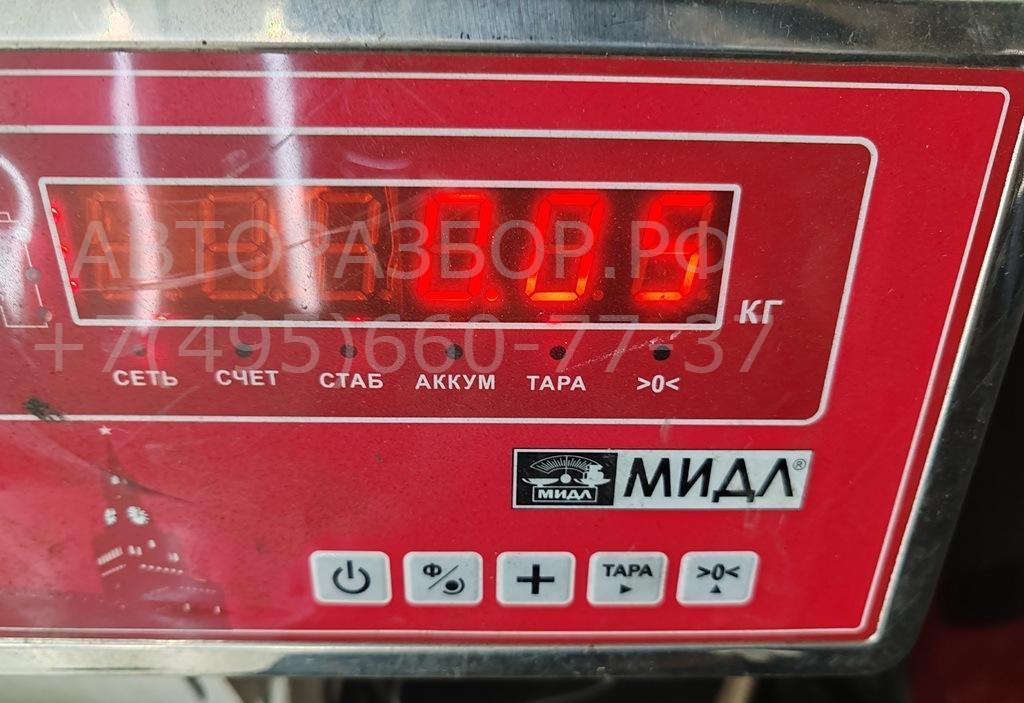 АВТОРАЗБОР.РФ
0.05
КГ
+7(495)660-77-37
СЕТЬ СЧЕТ СТАБ АККУМ ТАРА >0<
МИДЛ МИДЛ®
Ф + ТАРА >0<